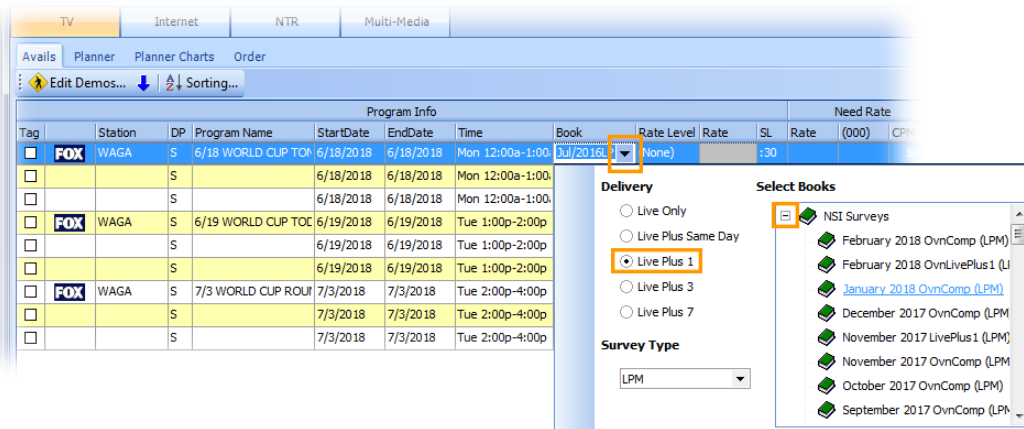 TV Internet NTR Multi-Media
Avails Planner Planner Charts Order
Edit Demos... A Z Sorting...
Program Info Need Rate
Tag Station DP Program Name StartDate EndDate Time Book Rate Level Rate SL Rate (000) CPM
FOX WAGA S 6/18 WORLD CUP TON 6/18/2018 6/18/2018 Mon 12:00a-1:00 Jul/2016LP (None) :30
S 6/18/2018 6/18/2018 Mon 12:00a-1:00
S 6/18/2018 6/18/2018 Mon 12:00a-1:00
FOX WAGA S 6/19 WORLD CUP TOD 6/19/2018 6/19/2018 Tue 1:00p-2:00p
S 6/19/2018 6/19/2018 Tue 1:00p-2:00p
S 6/19/2018 6/19/2018 Tue 1:00p-2:00p
FOX WAGA S 7/3 WORLD CUP ROUN 7/3/2018 7/3/2018 Tue 2:00p-4:00p
S 7/3/2018 7/3/2018 Tue 2:00p-4:00p
S 7/3/2018 7/3/2018 Tue 2:00p-4:00p
Delivery
Live Only
Live Plus Same Day
Live Plus 1
Live Plus 3
Live Plus 7
Survey Type
LPM
Select Books
NSI Surveys
February 2018 OvnComp (LPM)
February 2018 OvnLivePlus1 (L
January 2018 OvnComp (LPM)
December 2017 OvnComp (LPM
November 2017 LivePlus1 (LPM)
November 2017 OvnComp (LPM)
October 2017 OvnComp (LPM)
September 2017 OvnComp (LPM